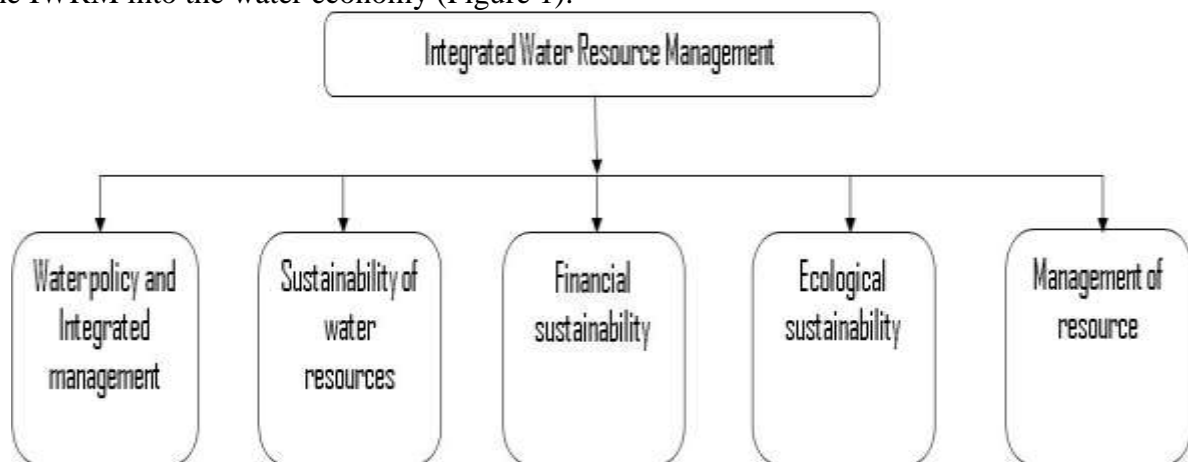 IWRM into the water economy (Figure 1).
Integrated Water Resource Management
Water policy and
Integrated
management
Sustainability of
water
resources
Financial
sustainability
Ecological
sustainability
Management of
resource